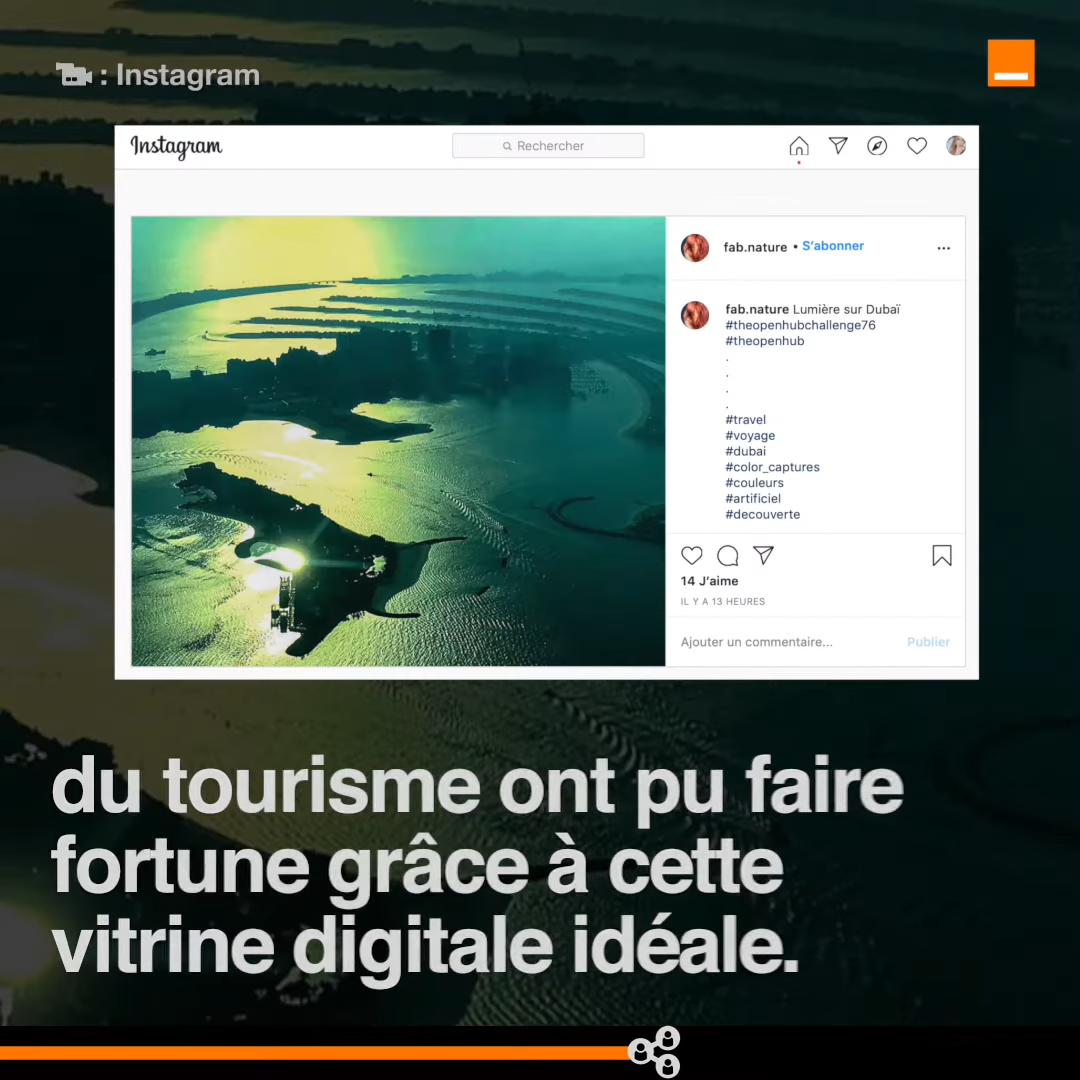 : Instagram
Instagram
Rechercher
fab.nature • S'abonner
fab.nature Lumière sur Dubaï
#theopenhubchallenge76
#theopenhub
.
.
.
.
#travel
#voyage
#dubai
#color_captures
#couleurs
#artificiel
#decouverte
14 J'aime
IL Y A 13 HEURES
Ajouter un commentaire... Publier
du tourisme ont pu faire
fortune grâce à cette
vitrine digitale idéale.